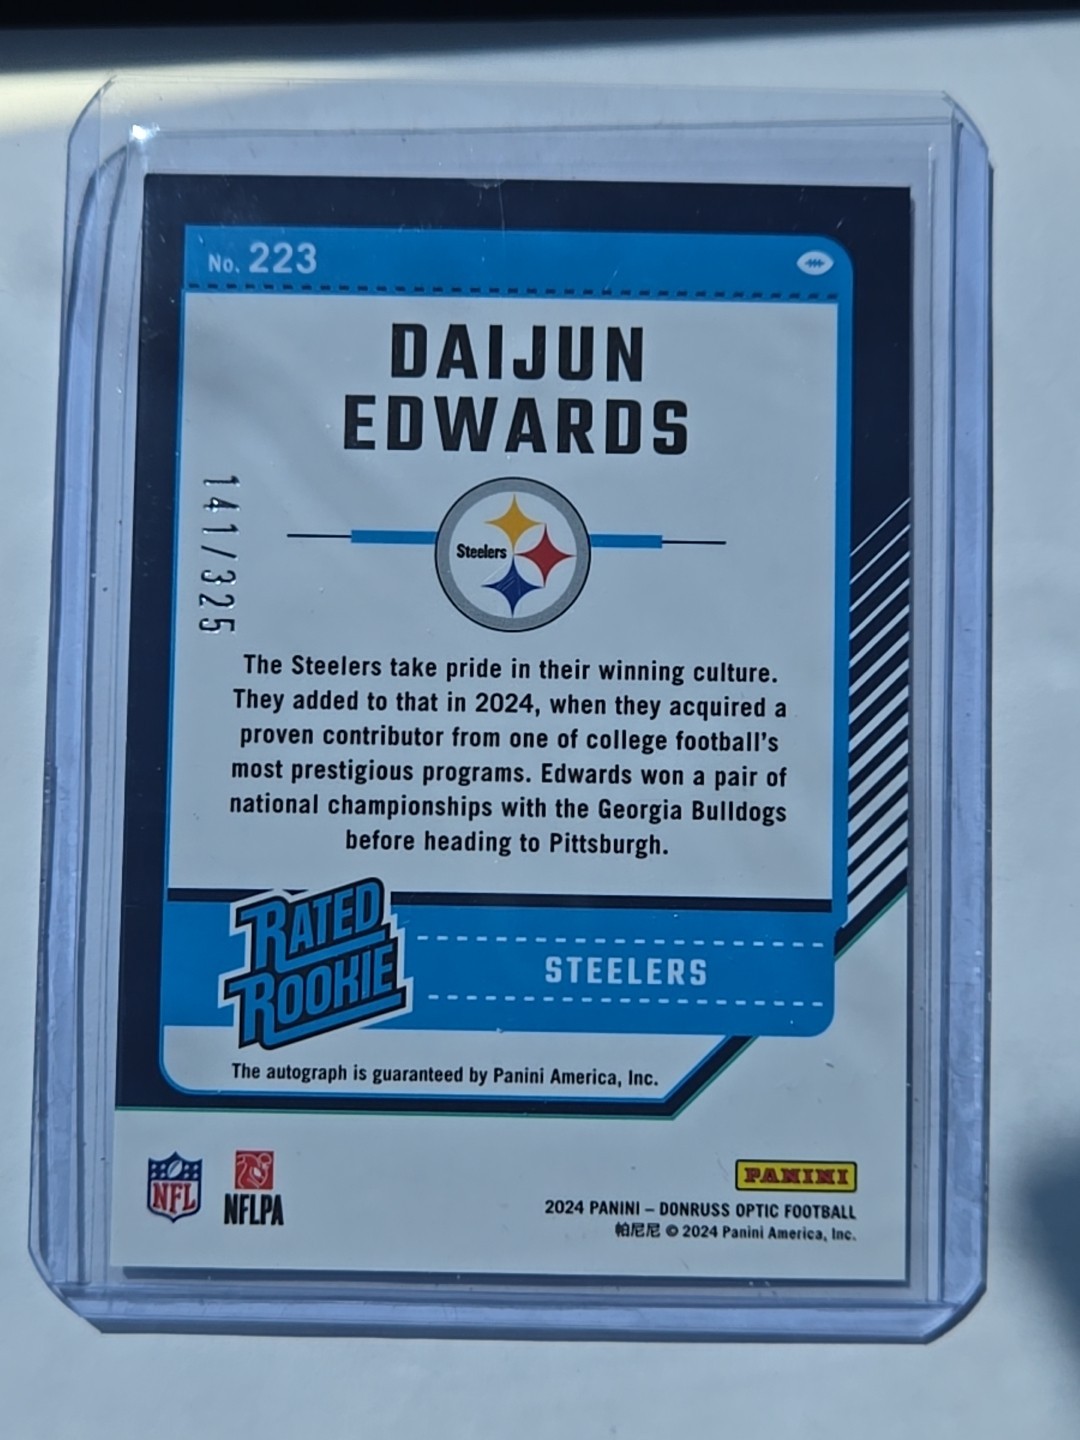 No. 223
DAIJUN
EDWARDS
Steelers
141/325
The Steelers take pride in their winning culture.
They added to that in 2024, when they acquired a
proven contributor from one of college football's
most prestigious programs. Edwards won a pair of
national championships with the Georgia Bulldogs
before heading to Pittsburgh.
RATED
ROOKIE
STEELERS
The autograph is guaranteed by Panini America, Inc.
NFL
NFLPA
PANINI
2024 PANINI – DONRUSS OPTIC FOOTBALL
帕尼尼 © 2024 Panini America, Inc.